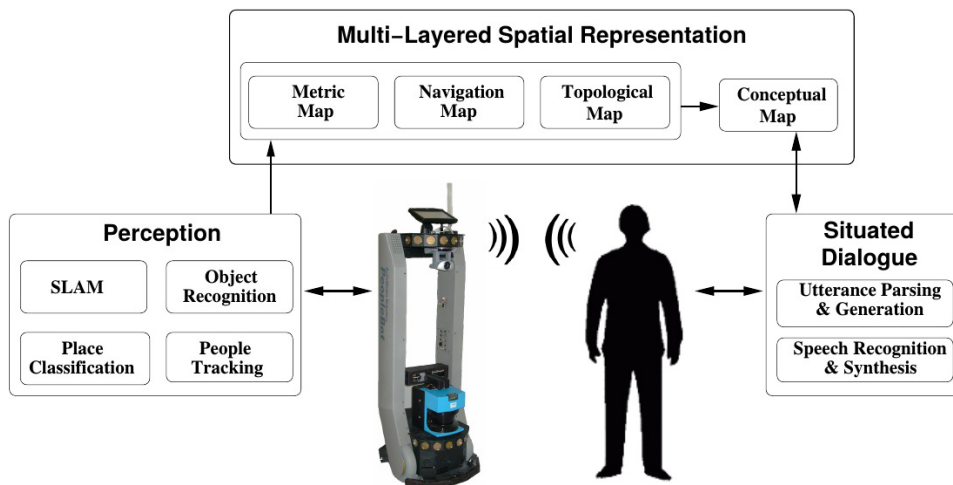 Multi−Layered Spatial Representation
Metric
Map
Navigation
Map
Topological
Map
Conceptual
Map
Perception
SLAM
Object
Recognition
Place
Classification
People
Tracking
PeopleBot
Situated
Dialogue
Utterance Parsing
& Generation
Speech Recognition
& Synthesis